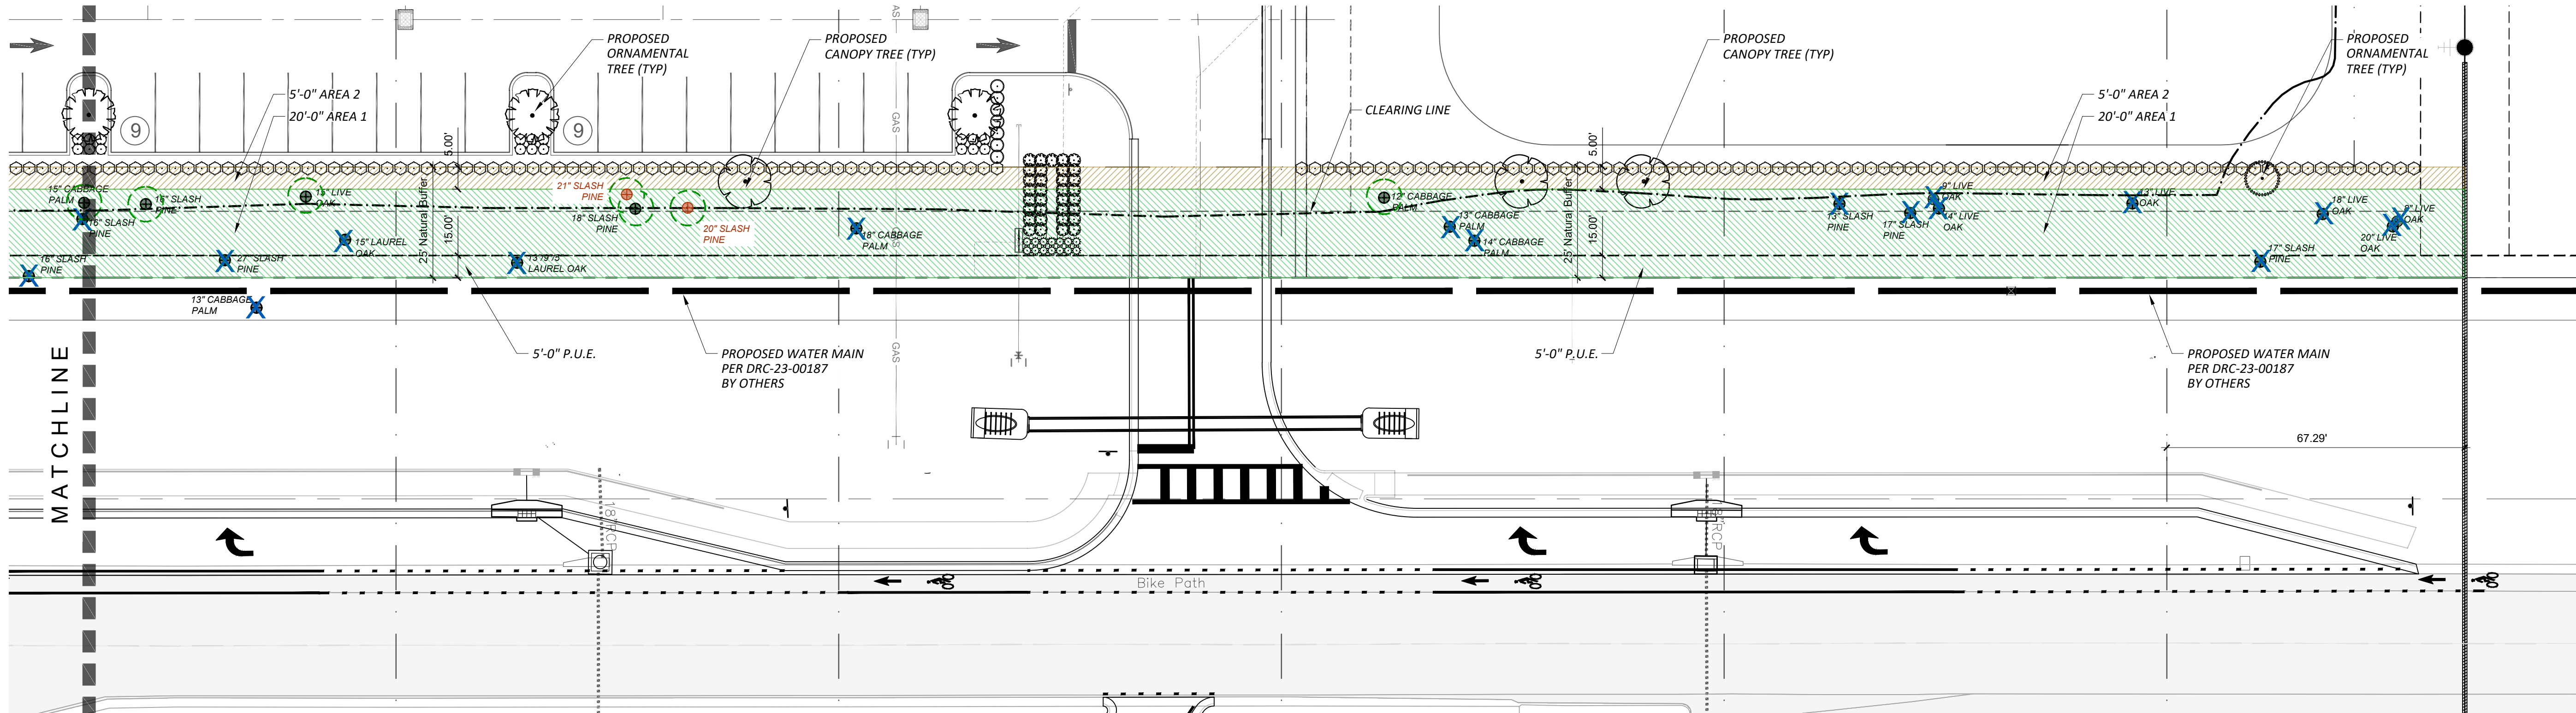 PROPOSED
ORNAMENTAL
TREE (TYP)
PROPOSED
CANOPY TREE (TYP)
PROPOSED
CANOPY TREE (TYP)
PROPOSED
ORNAMENTAL
TREE (TYP)
5'-0" AREA 2
20'-0" AREA 1
GAS
CLEARING LINE
5'-0" AREA 2
20'-0" AREA 1
9
9
5.00'
5.00'
15" CABBAGE
PALM
16" SLASH
PINE
16" SLASH
PINE
OAK
21" SLASH
PINE
18" SLASH
PINE
20" SLASH
PINE
18" CABBAGE
PALM
12" CABBAGE
PALM
13" CABBAGE
PALM
14" CABBAGE
PALM
13" SLASH
PINE
17" SLASH
PINE
9" LIVE
OAK
14" LIVE
OAK
13" LIVE
OAK
18" LIVE
OAK
9" LIVE
OAK
20" LIVE
OAK
17" SLASH
PINE
16" SLASH
PINE
27" SLASH
PINE
15" LAUREL
OAK
LAUREL OAK
13" CABBAGE
PALM
25' Natural Buffer
15.00'
25' Natural Buffer
15.00'
MATCHLINE
5'-0" P.U.E.
PROPOSED WATER MAIN
PER DRC-23-00187
BY OTHERS
GAS
5'-0" P.U.E.
PROPOSED WATER MAIN
PER DRC-23-00187
BY OTHERS
67.29'
18" RCP
RCP
Bike Path